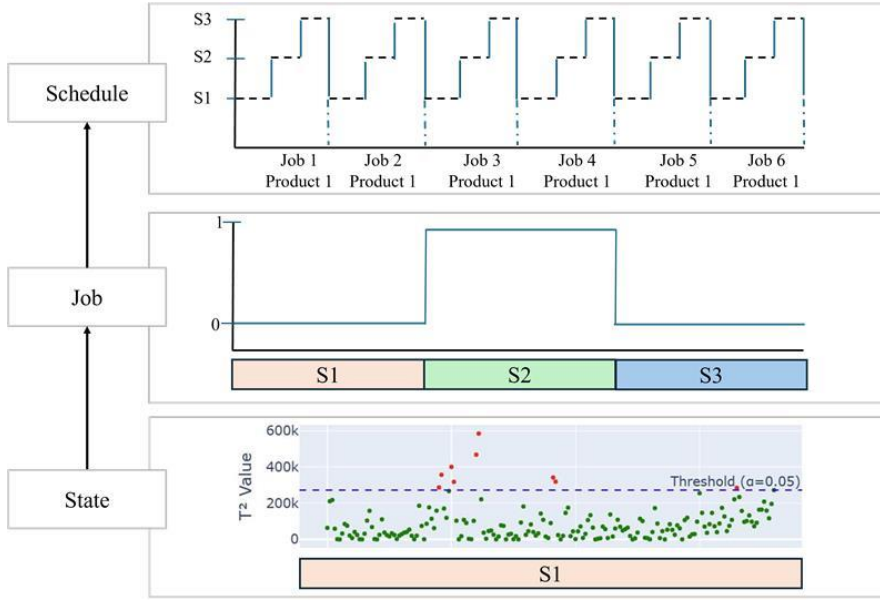 S3
S2
S1
Schedule
Job 1 Job 2 Job 3 Job 4 Job 5 Job 6
Product 1 Product 1 Product 1 Product 1 Product 1 Product 1
1
Job
0
S1 S2 S3
600k
400k
Threshold (α=0.05)
State
T² Value
200k
0
S1